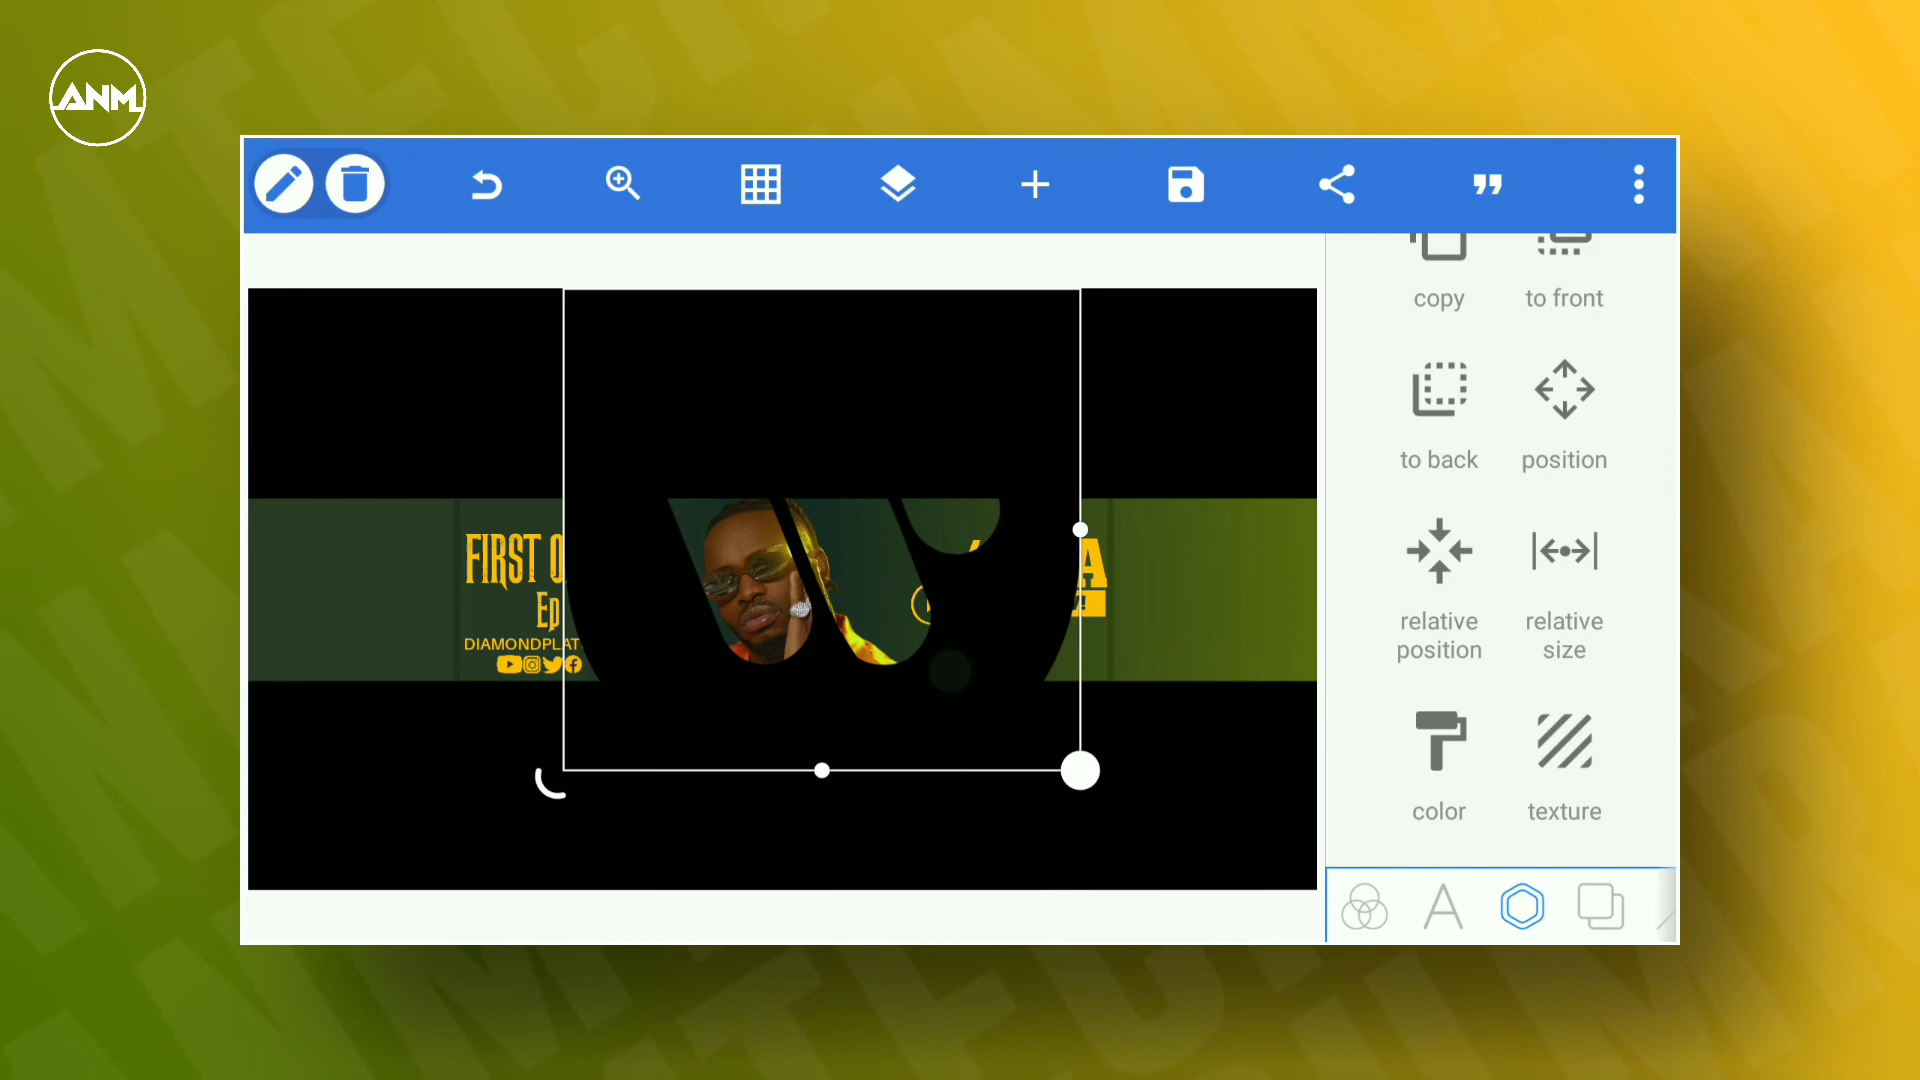 ANM
copy
to front
to back
position
relative position
relative size
color
texture
FIRST O
Ep
DIAMONDPLAT
A